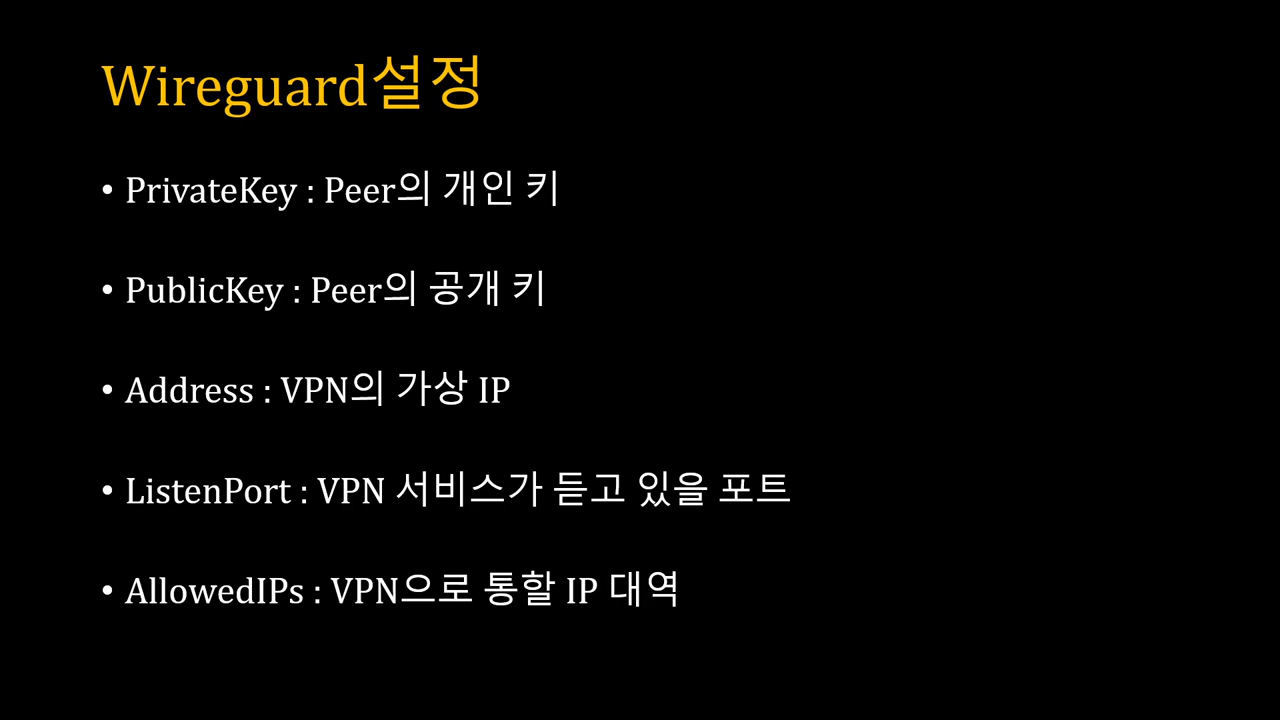 Wireguard설정
• PrivateKey : Peer의 개인 키
• PublicKey : Peer의 공개 키
• Address : VPN의 가상 IP
• ListenPort : VPN 서비스가 듣고 있을 포트
• AllowedIPs : VPN으로 통할 IP 대역